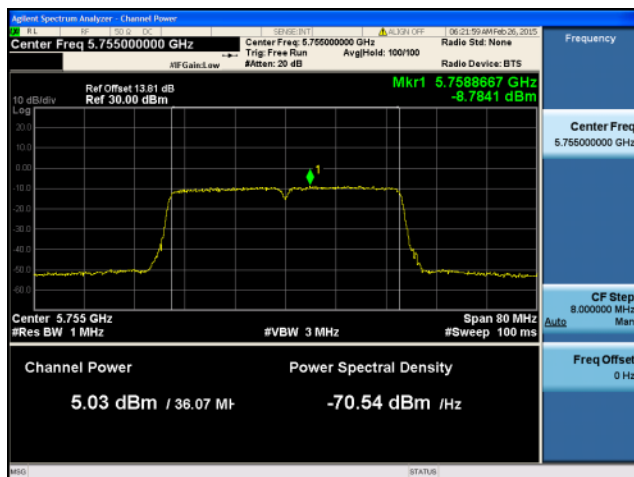 Agilent Spectrum Analyzer - Channel Power
RL RF 50 Ω DC SENSE:INT ALIGN OFF 06:21:59 AM Feb 26, 2015
Center Freq 5.755000000 GHz
Center Freq: 5.755000000 GHz
Radio Std: None
Trig: Free Run Avg|Hold: 100/100
#IFGain:Low
#Atten: 20 dB
Radio Device: BTS
Frequency
Mkr1 5.7588667 GHz
-8.7841 dBm
Ref Offset 13.81 dB
10 dB/div Ref 30.00 dBm
Log
20.0
10.0
0.00
-10.0
-20.0
-30.0
-40.0
-50.0
-60.0
1
Center 5.755 GHz
Span 80 MHz
#Res BW 1 MHz
#VBW 3 MHz
#Sweep 100 ms
Channel Power
Power Spectral Density
5.03 dBm / 36.07 MH
-70.54 dBm /Hz
Center Freq
5.755000000 GHz
CF Step
8.000000 MHz
Auto Man
Freq Offset
0 Hz
MSG STATUS